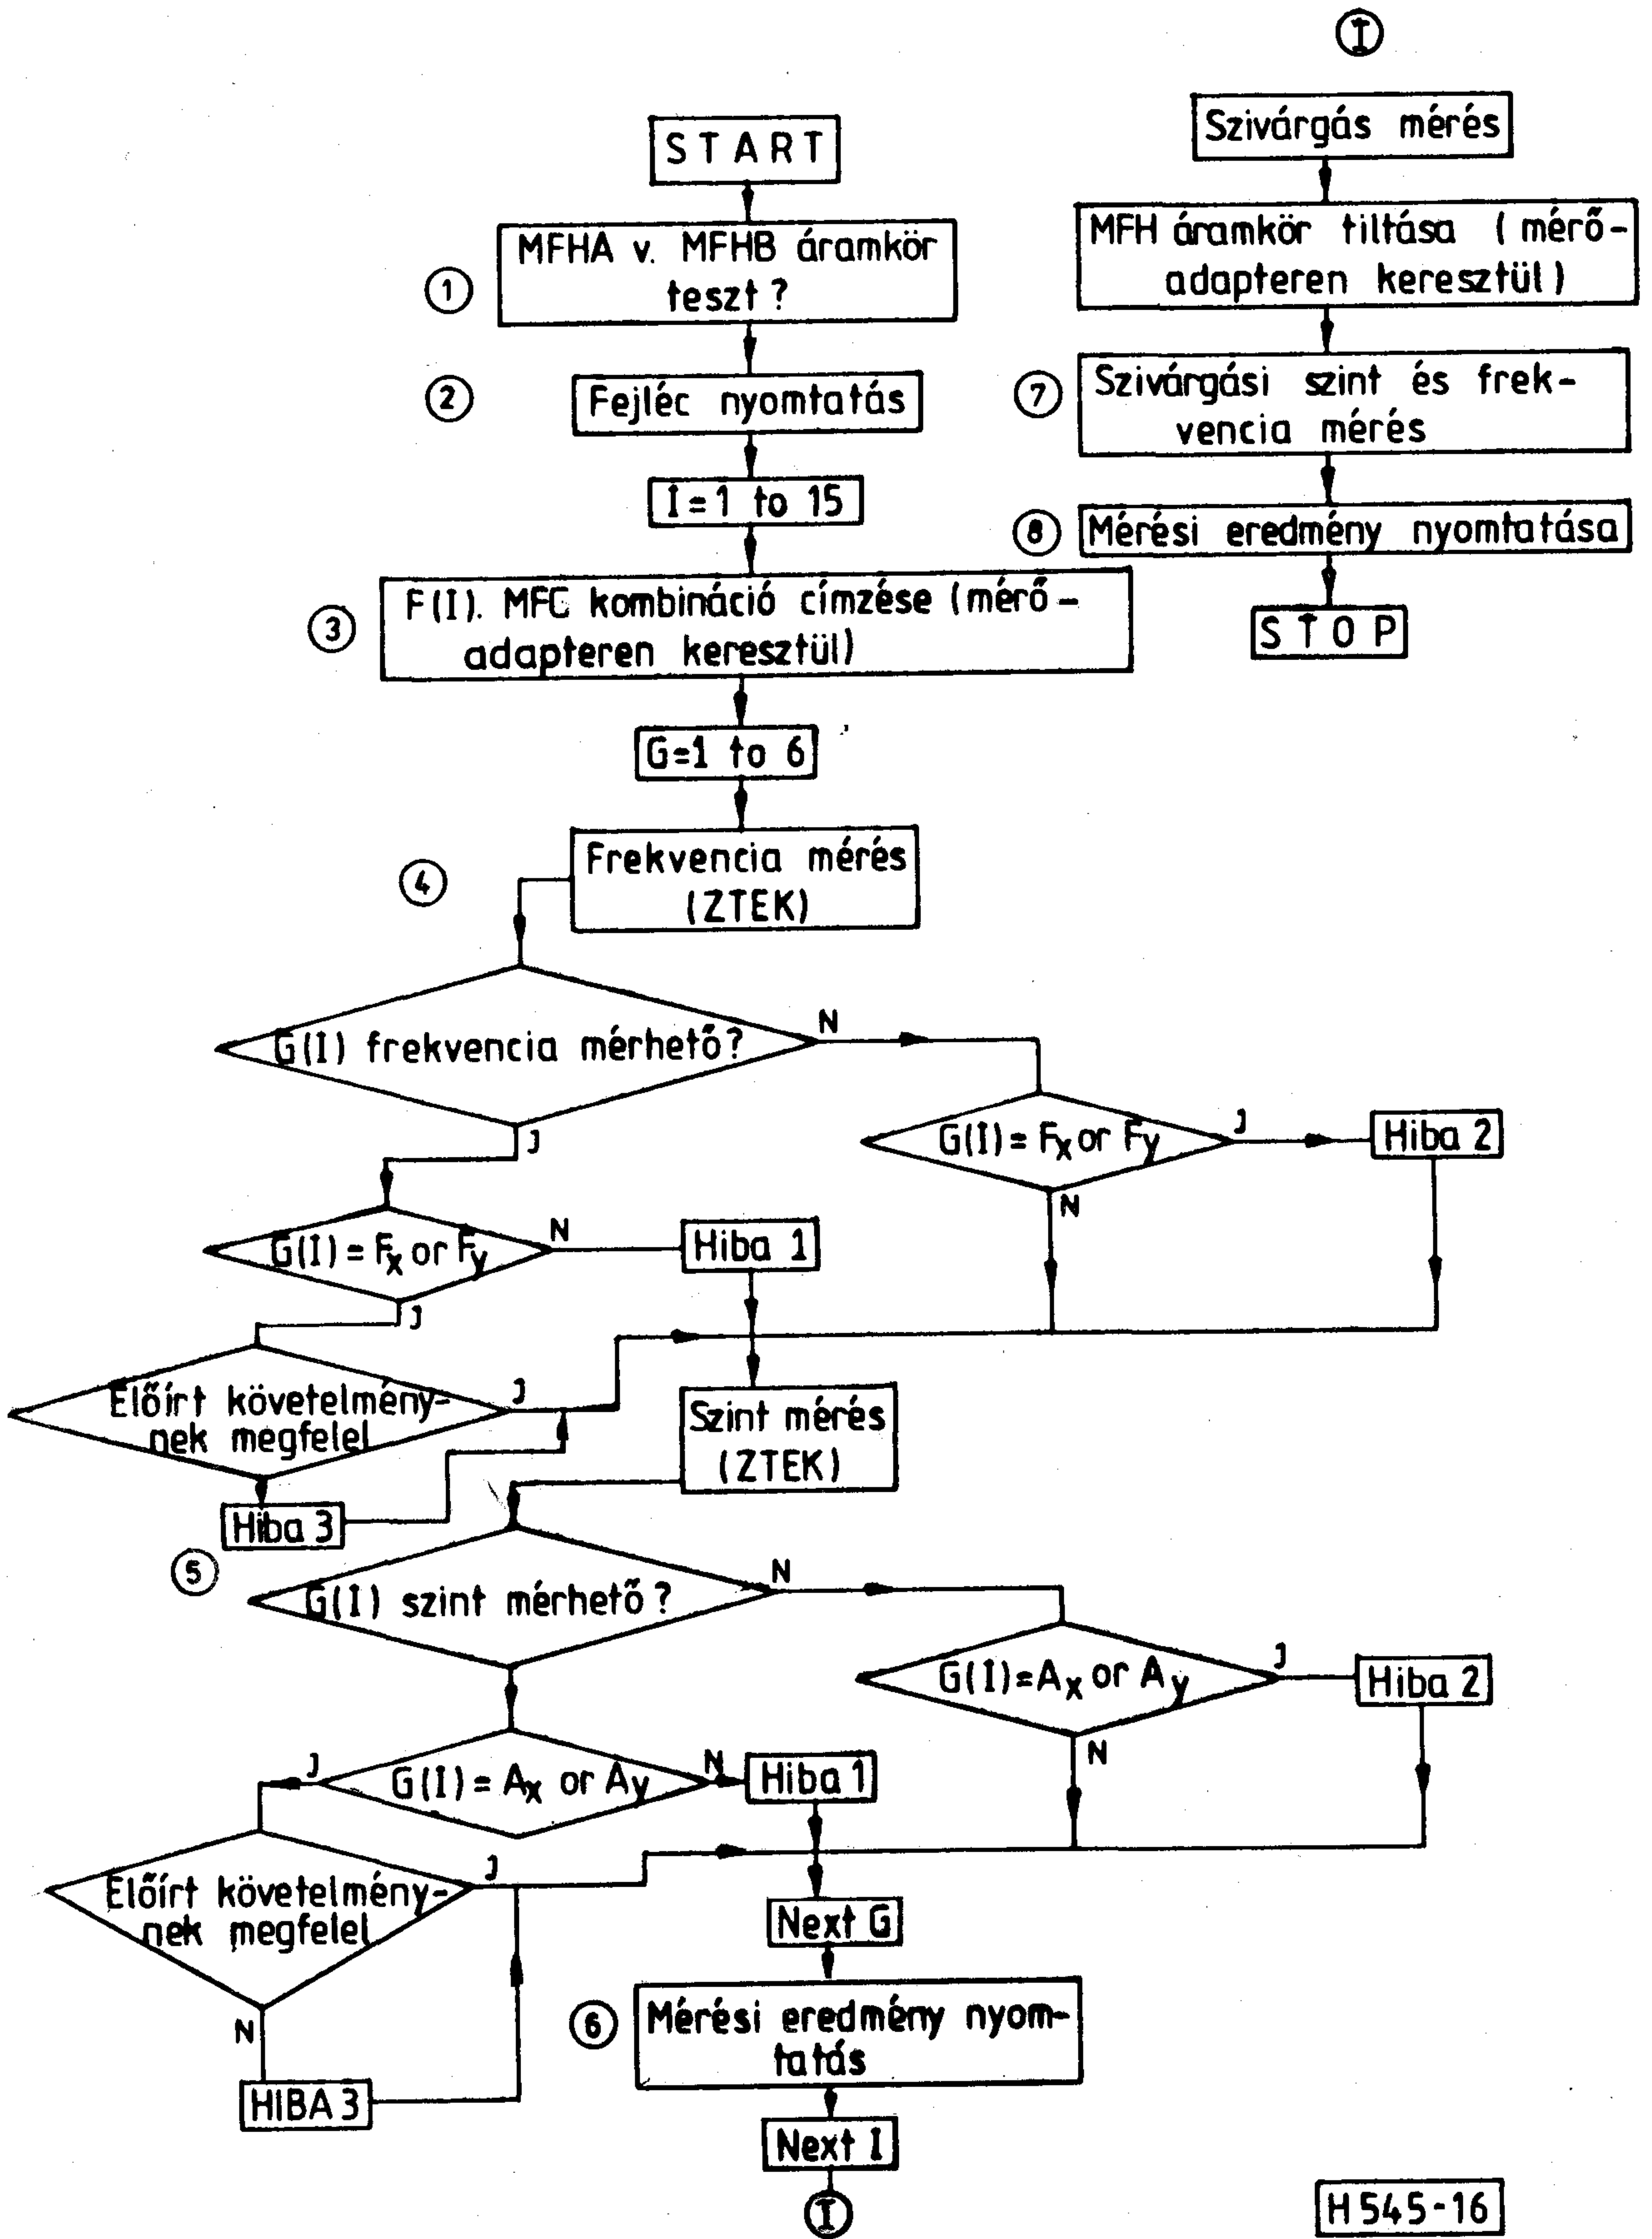 START
MFHA v. MFHB áramkör
teszt?
①
②
Fejléc nyomtatás
I=1 to 15
③
F(I). MFC kombináció címzése (mérő-
adapteren keresztül)
G=1 to 6
④
Frekvencia mérés
(ZTEK)
G(I) frekvencia mérhető?
N
J
G(I)=Fx or Fy
J
Hiba 2
N
G(I)=Fx or Fy
N
Hiba 1
J
Előírt követelmény-
nek megfelel
J
Hiba 3
Szint mérés
(ZTEK)
⑤
G(I) szint mérhető?
N
G(I)=Ax or Ay
J
Hiba 2
N
J
G(I)=Ax or Ay
N
Hiba 1
Előírt követelmény-
nek megfelel
J
N
HIBA 3
Next G
⑥
Mérési eredmény nyom-
tatás
Next I
I
I
Szivárgás mérés
MFH áramkör tiltása (mérő-
adapteren keresztül)
⑦
Szivárgási szint és frek-
vencia mérés
⑧
Mérési eredmény nyomtatása
STOP
H545-16